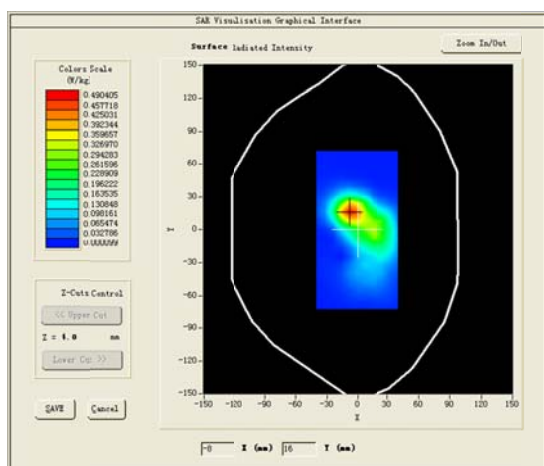 SAR Visulisation Graphical Interface
Surface ladiated Intensity
Zoom In/Out
Colors Scale
(W/kg)
0.490405
0.457718
0.425031
0.392344
0.359657
0.326970
0.294283
0.261596
0.228909
0.196222
0.163535
0.130848
0.098161
0.065474
0.032786
0.000099
150
120
90
60
30
0
-30
-60
-90
-120
-150
Y
-150 -120 -90 -60 -30 0 30 60 90 120 150
X
Z-Cuts Control
<< Upper Cut
Z = 4.0 mm
Lower Cut >>
SAVE
Cancel
-8 X (mm) 16 Y (mm)